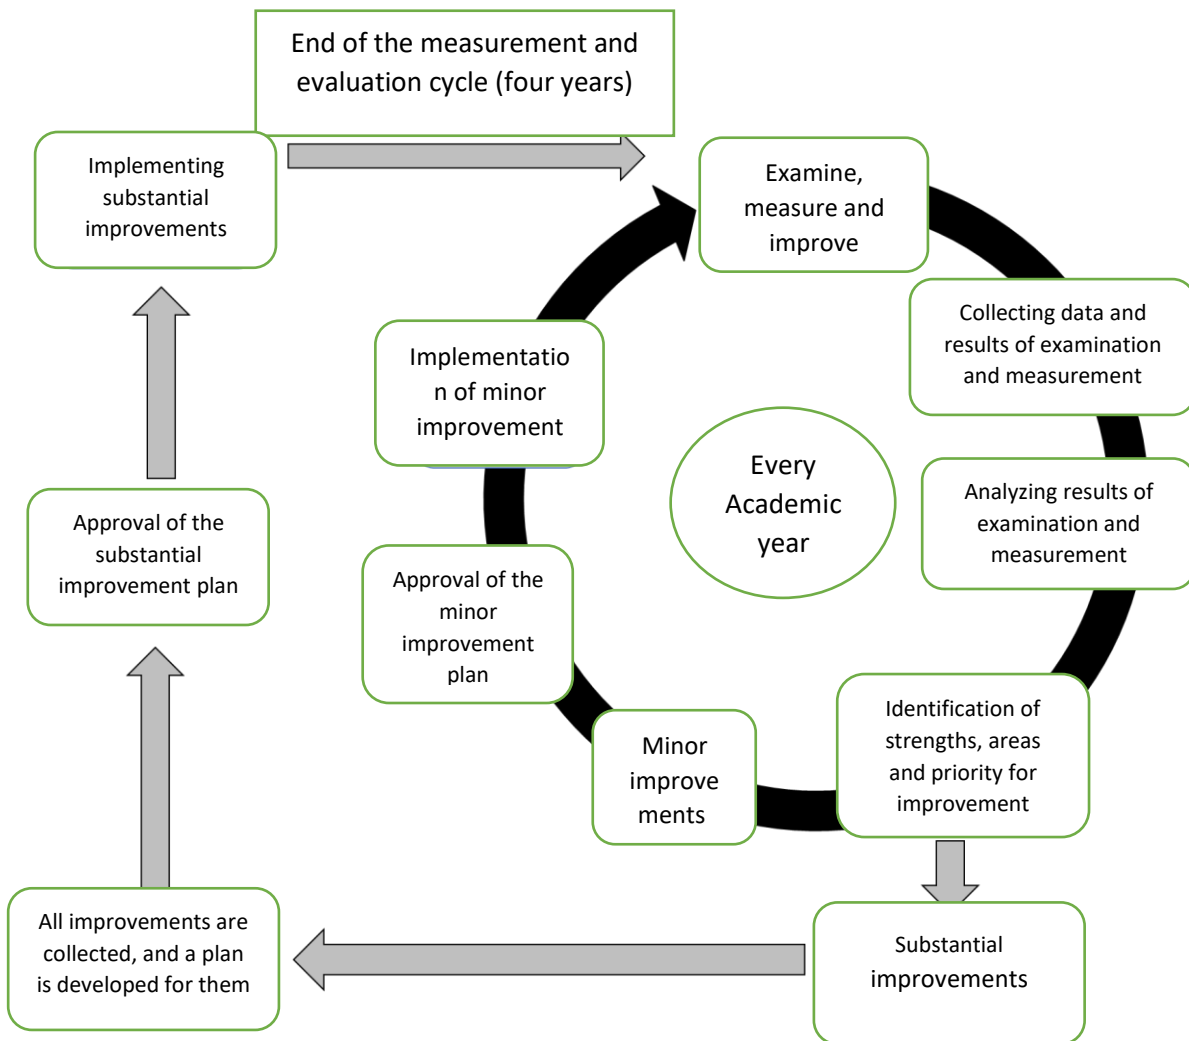 End of the measurement and
evaluation cycle (four years)
Implementing
substantial
improvements
Examine,
measure and
improve
Collecting data and
results of examination
and measurement
Implementatio
n of minor
improvement
Every
Academic
year
Analyzing results of
examination and
measurement
Approval of the
substantial
improvement plan
Approval of the
minor
improvement
plan
Identification of
strengths, areas
and priority for
improvement
Minor
improve
ments
All improvements are
collected, and a plan
is developed for them
Substantial
improvements